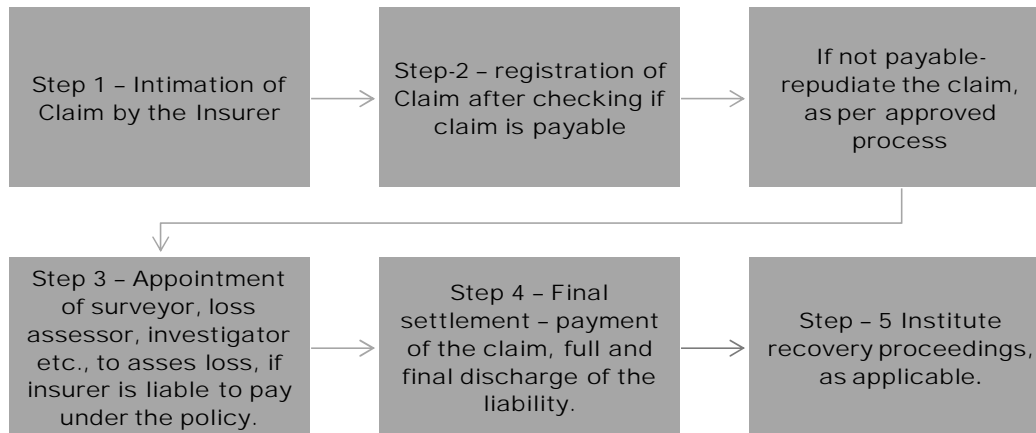 Step 1 – Intimation of
Claim by the Insurer
Step-2 – registration of
Claim after checking if
claim is payable
If not payable-
repudiate the claim,
as per approved
process
Step 3 – Appointment
of surveyor, loss
assessor, investigator
etc., to asses loss, if
insurer is liable to pay
under the policy.
Step 4 – Final
settlement – payment
of the claim, full and
final discharge of the
liability.
Step – 5 Institute
recovery proceedings,
as applicable.